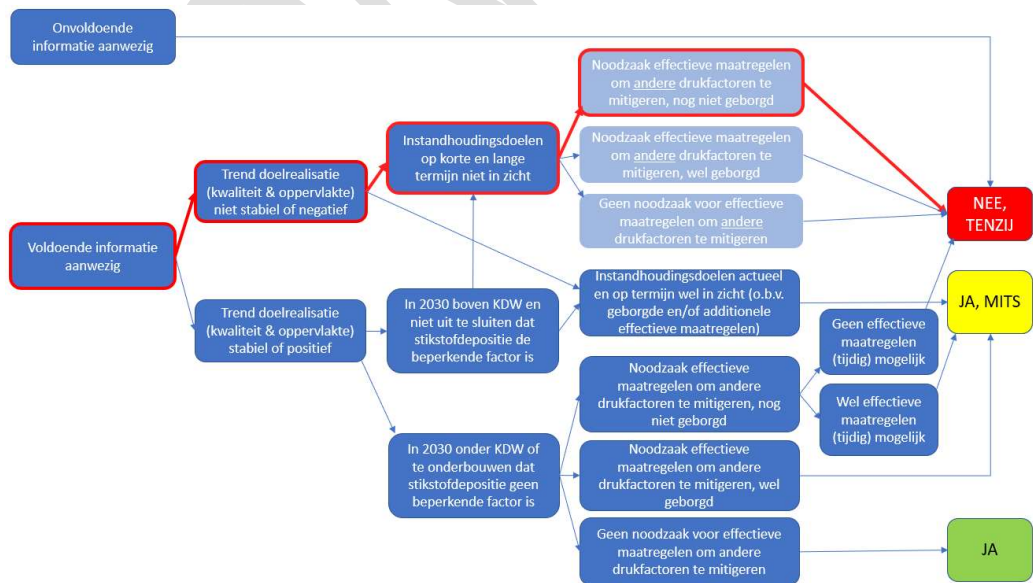 Onvoldoende
informatie aanwezig
Noodzaak effectieve maatregelen
om andere drukfactoren te
mitigeren, nog niet geborgd
Instandhoudingsdoelen
op korte en lange
termijn niet in zicht
Noodzaak effectieve maatregelen
om andere drukfactoren te
mitigeren, wel geborgd
Trend doelrealisatie
(kwaliteit & oppervlakte)
niet stabiel of negatief
Geen noodzaak voor effectieve
maatregelen om andere
drukfactoren te mitigeren
NEE,
TENZIJ
Voldoende informatie
aanwezig
Trend doelrealisatie
(kwaliteit & oppervlakte)
stabiel of positief
In 2030 boven KDW en
niet uit te sluiten dat
stikstofdepositie de
beperkende factor is
Instandhoudingsdoelen actueel
en op termijn wel in zicht (o.b.v.
geborgde en/of additionele
effectieve maatregelen)
JA, MITS
Geen effectieve
maatregelen
(tijdig) mogelijk
Noodzaak effectieve
maatregelen om andere
drukfactoren te mitigeren, nog
niet geborgd
Wel effectieve
maatregelen
(tijdig) mogelijk
In 2030 onder KDW of
te onderbouwen dat
stikstofdepositie geen
beperkende factor is
Noodzaak effectieve
maatregelen om andere
drukfactoren te mitigeren, wel
geborgd
Geen noodzaak voor effectieve
maatregelen om andere
drukfactoren te mitigeren
JA